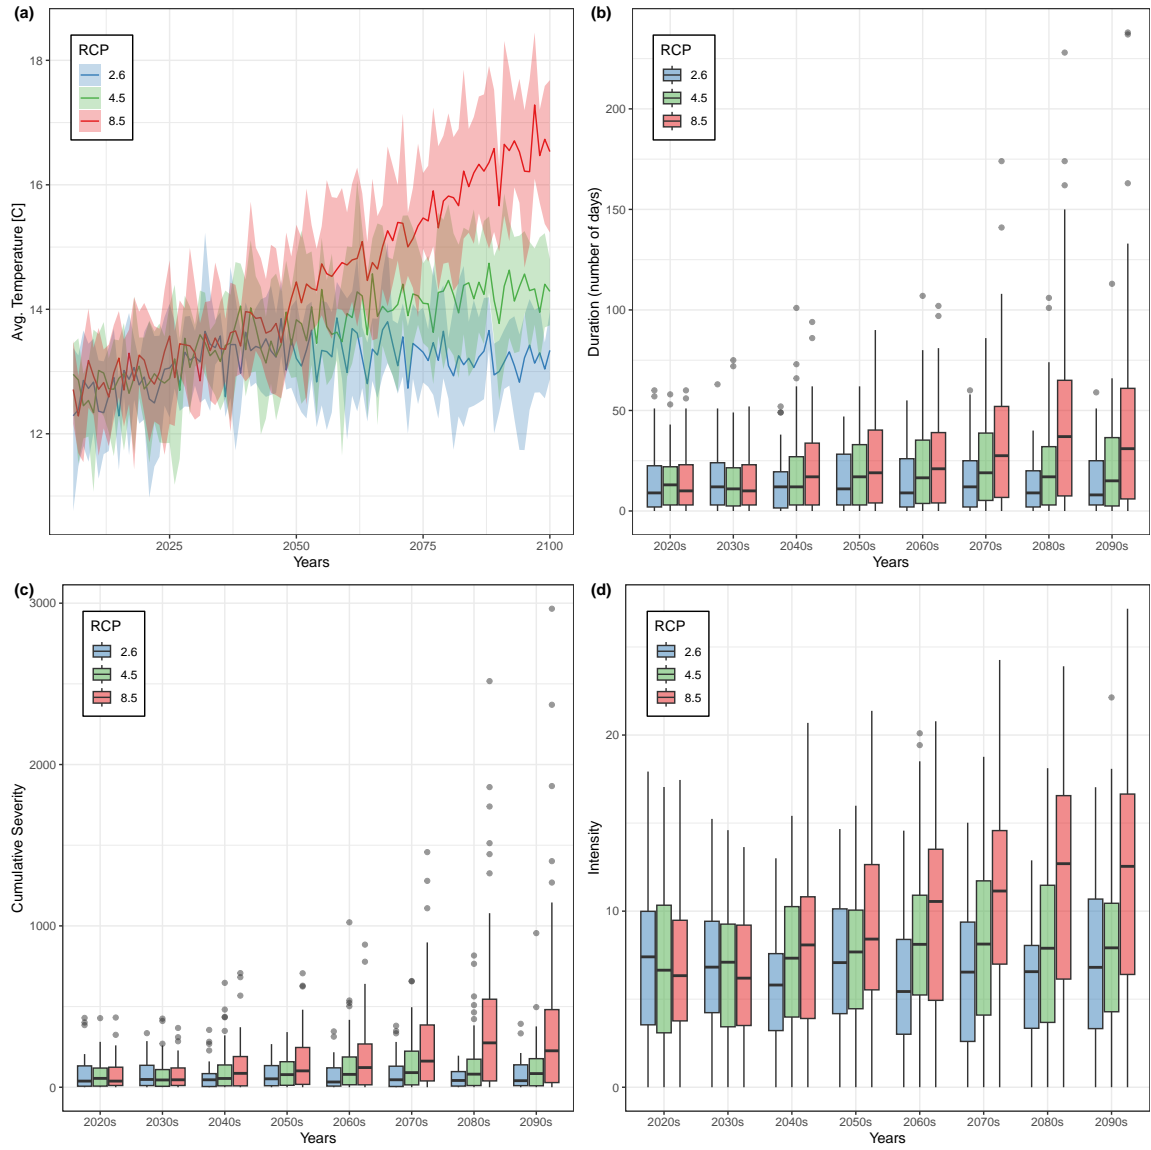 (a)
RCP
2.6
4.5
8.5
Avg. Temperature [C]
18
16
14
12
2025
2050
2075
2100
Years
(b)
RCP
2.6
4.5
8.5
Duration (number of days)
200
150
100
50
0
2020s
2030s
2040s
2050s
2060s
2070s
2080s
2090s
Years
(c)
RCP
2.6
4.5
8.5
Cumulative Severity
3000
2000
1000
0
2020s
2030s
2040s
2050s
2060s
2070s
2080s
2090s
Years
(d)
RCP
2.6
4.5
8.5
Intensity
20
10
0
2020s
2030s
2040s
2050s
2060s
2070s
2080s
2090s
Years